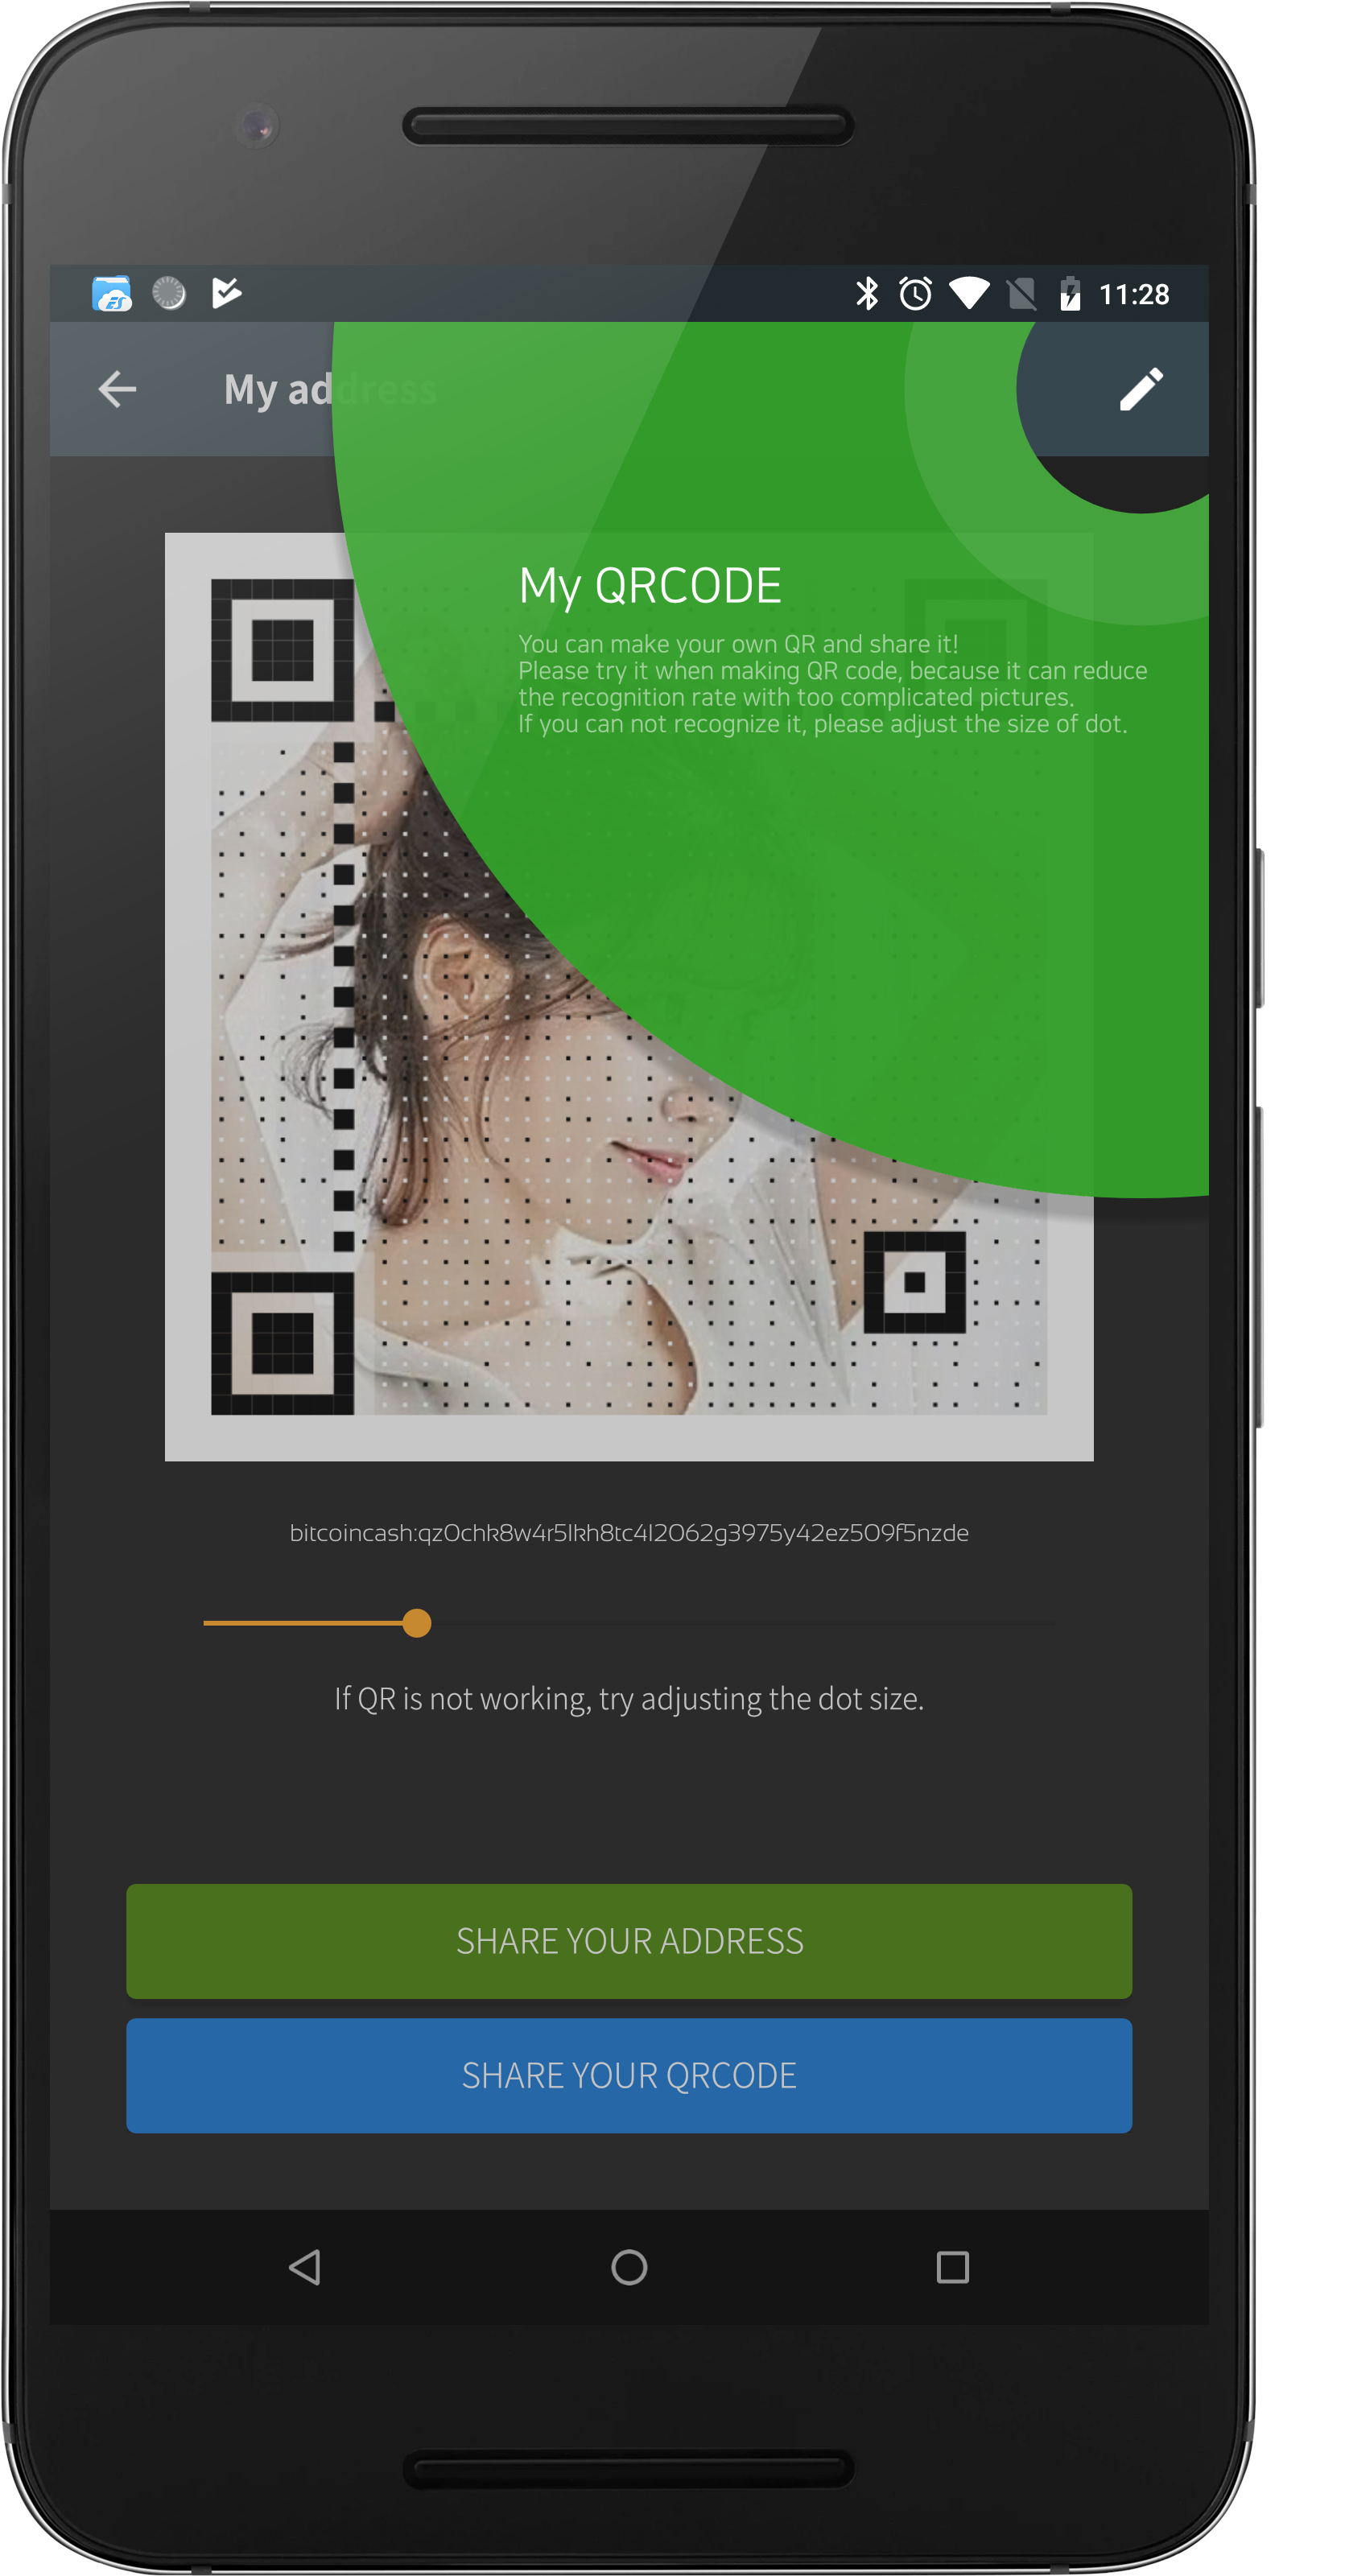 ES
11:28
My address
My QRCODE
You can make your own QR and share it!
Please try it when making QR code, because it can reduce
the recognition rate with too complicated pictures.
If you can not recognize it, please adjust the size of dot.
bitcoincash:qz0chk8w4r5lkh8tc4l2062g3975y42ez509f5nzde
If QR is not working, try adjusting the dot size.
SHARE YOUR ADDRESS
SHARE YOUR QRCODE